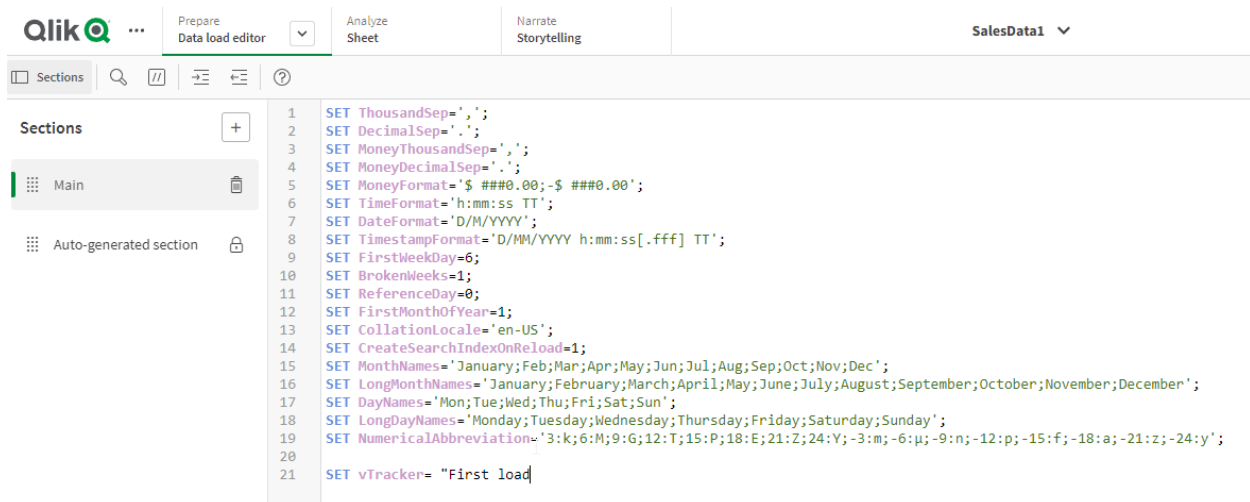 Qlik
Prepare
Data load editor
Analyze
Sheet
Narrate
Storytelling
SalesData1
Sections
Sections
+
Main
Auto-generated section
1 SET ThousandSep=',';
2 SET DecimalSep='.';
3 SET MoneyThousandSep=',';
4 SET MoneyDecimalSep='.';
5 SET MoneyFormat='$ ###0.00;-$ ###0.00';
6 SET TimeFormat='h:mm:ss TT';
7 SET DateFormat='D/M/YYYY';
8 SET TimestampFormat='D/MM/YYYY h:mm:ss[.fff] TT';
9 SET FirstWeekDay=6;
10 SET BrokenWeeks=1;
11 SET ReferenceDay=0;
12 SET FirstMonthOfYear=1;
13 SET CollationLocale='en-US';
14 SET CreateSearchIndexOnReload=1;
15 SET MonthNames='January;Feb;Mar;Apr;May;Jun;Jul;Aug;Sep;Oct;Nov;Dec';
16 SET LongMonthNames='January;February;March;April;May;June;July;August;September;October;November;December';
17 SET DayNames='Mon;Tue;Wed;Thu;Fri;Sat;Sun';
18 SET LongDayNames='Monday;Tuesday;Wednesday;Thursday;Friday;Saturday;Sunday';
19 SET NumericalAbbreviation='3:k;6:M;9:G;12:T;15:P;18:E;21:Z;24:Y;-3:m;-6:µ;-9:n;-12:p;-15:f;-18:a;-21:z;-24:y';
20
21 SET vTracker= "First load